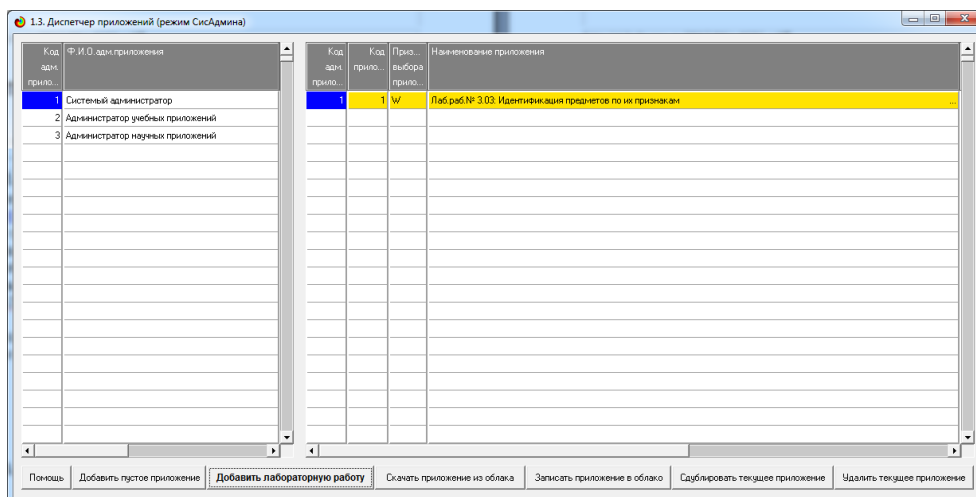 1.3. Диспетчер приложений (режим СисАдмина)
Код адм. прило...
Ф.И.О. адм.приложения
1 Системый администратор
2 Администратор учебных приложений
3 Администратор научных приложений
Код адм. прило...
Код прило...
Приз... выбора прило...
Наименование приложения
1 1 W Лаб.раб.№ 3.03: Идентификация предметов по их признакам ...
Помощь Добавить пустое приложение Добавить лабораторную работу Скачать приложение из облака Записать приложение в облако Сдублировать текущее приложение Удалить текущее приложение